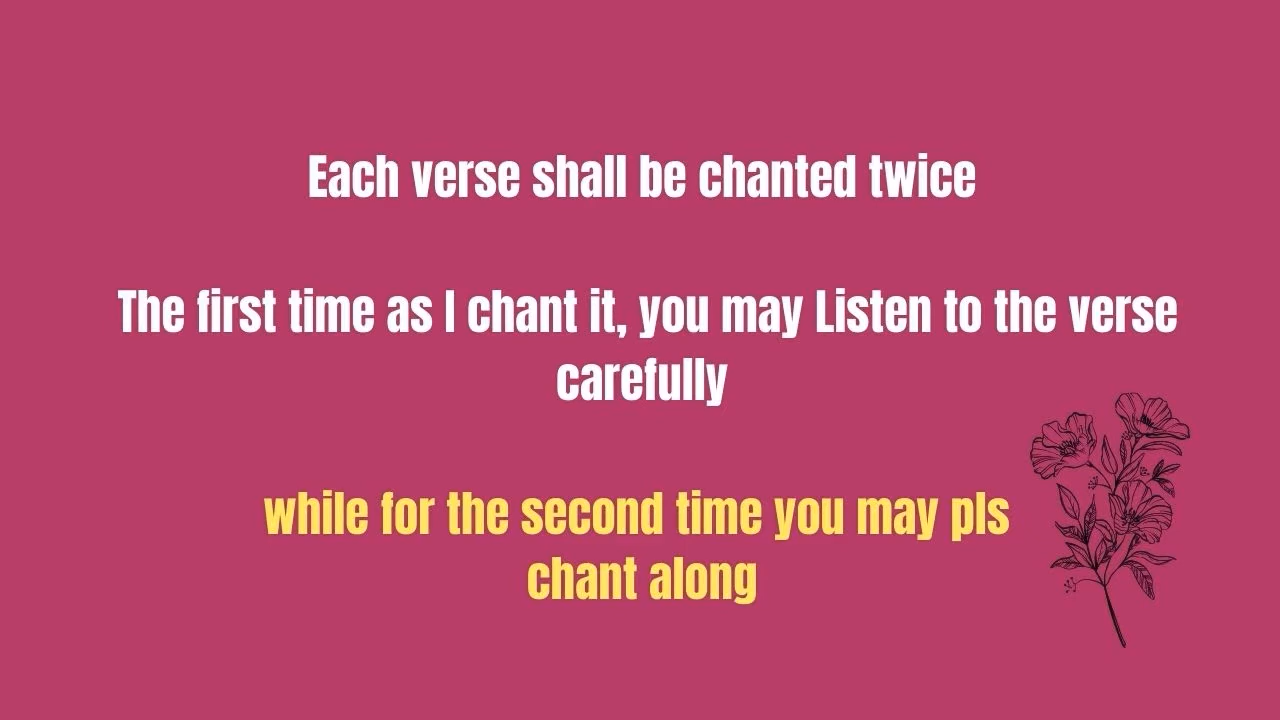 Each verse shall be chanted twice
The first time as I chant it, you may Listen to the verse
carefully
while for the second time you may pls
chant along